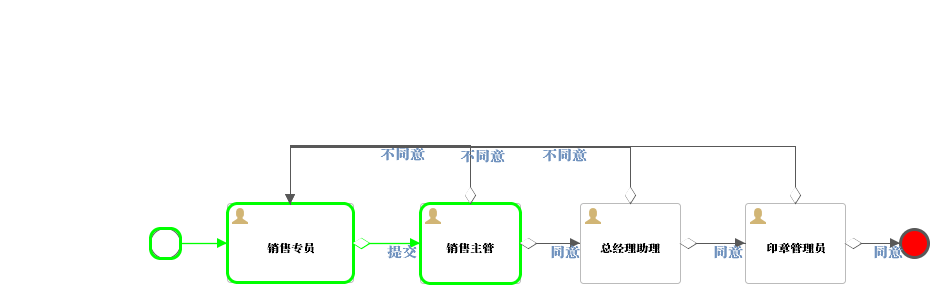 不同意
不同意
不同意
销售专员
提交
销售主管
同意
总经理助理
同意
印章管理员
同意